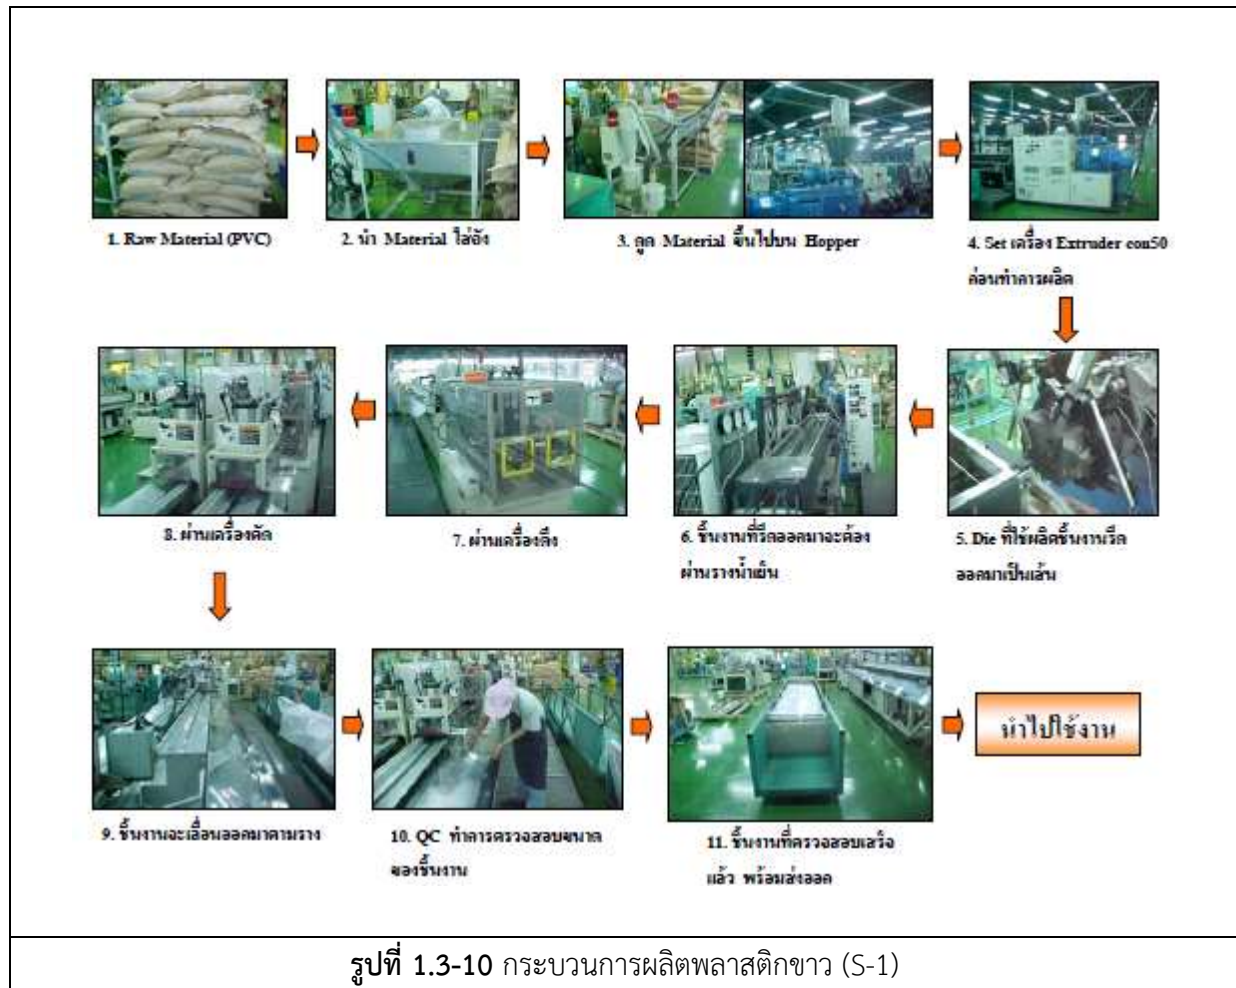 1. Raw Material (PVC)
2. นำ Material ใส่ถัง
3. ดูด Material ขึ้นไปบน Hopper
4. Set เครื่อง Extruder con50
ก่อนทำการผลิต
5. Die ที่ใช้ผลิตชิ้นงานรีด
ออกมาเป็นเส้น
6. ชิ้นงานที่รีดออกมาจะต้อง
ผ่านรางน้ำเย็น
7. ผ่านเครื่องดึง
8. ผ่านเครื่องตัด
9. ชิ้นงานจะเลื่อนออกมาตามราง
10. QC ทำการตรวจสอบขนาด
ของชิ้นงาน
11. ชิ้นงานที่ตรวจสอบเสร็จ
แล้ว พร้อมส่งออก
นำไปใช้งาน
รูปที่ 1.3-10 กระบวนการผลิตพลาสติกขาว (S-1)